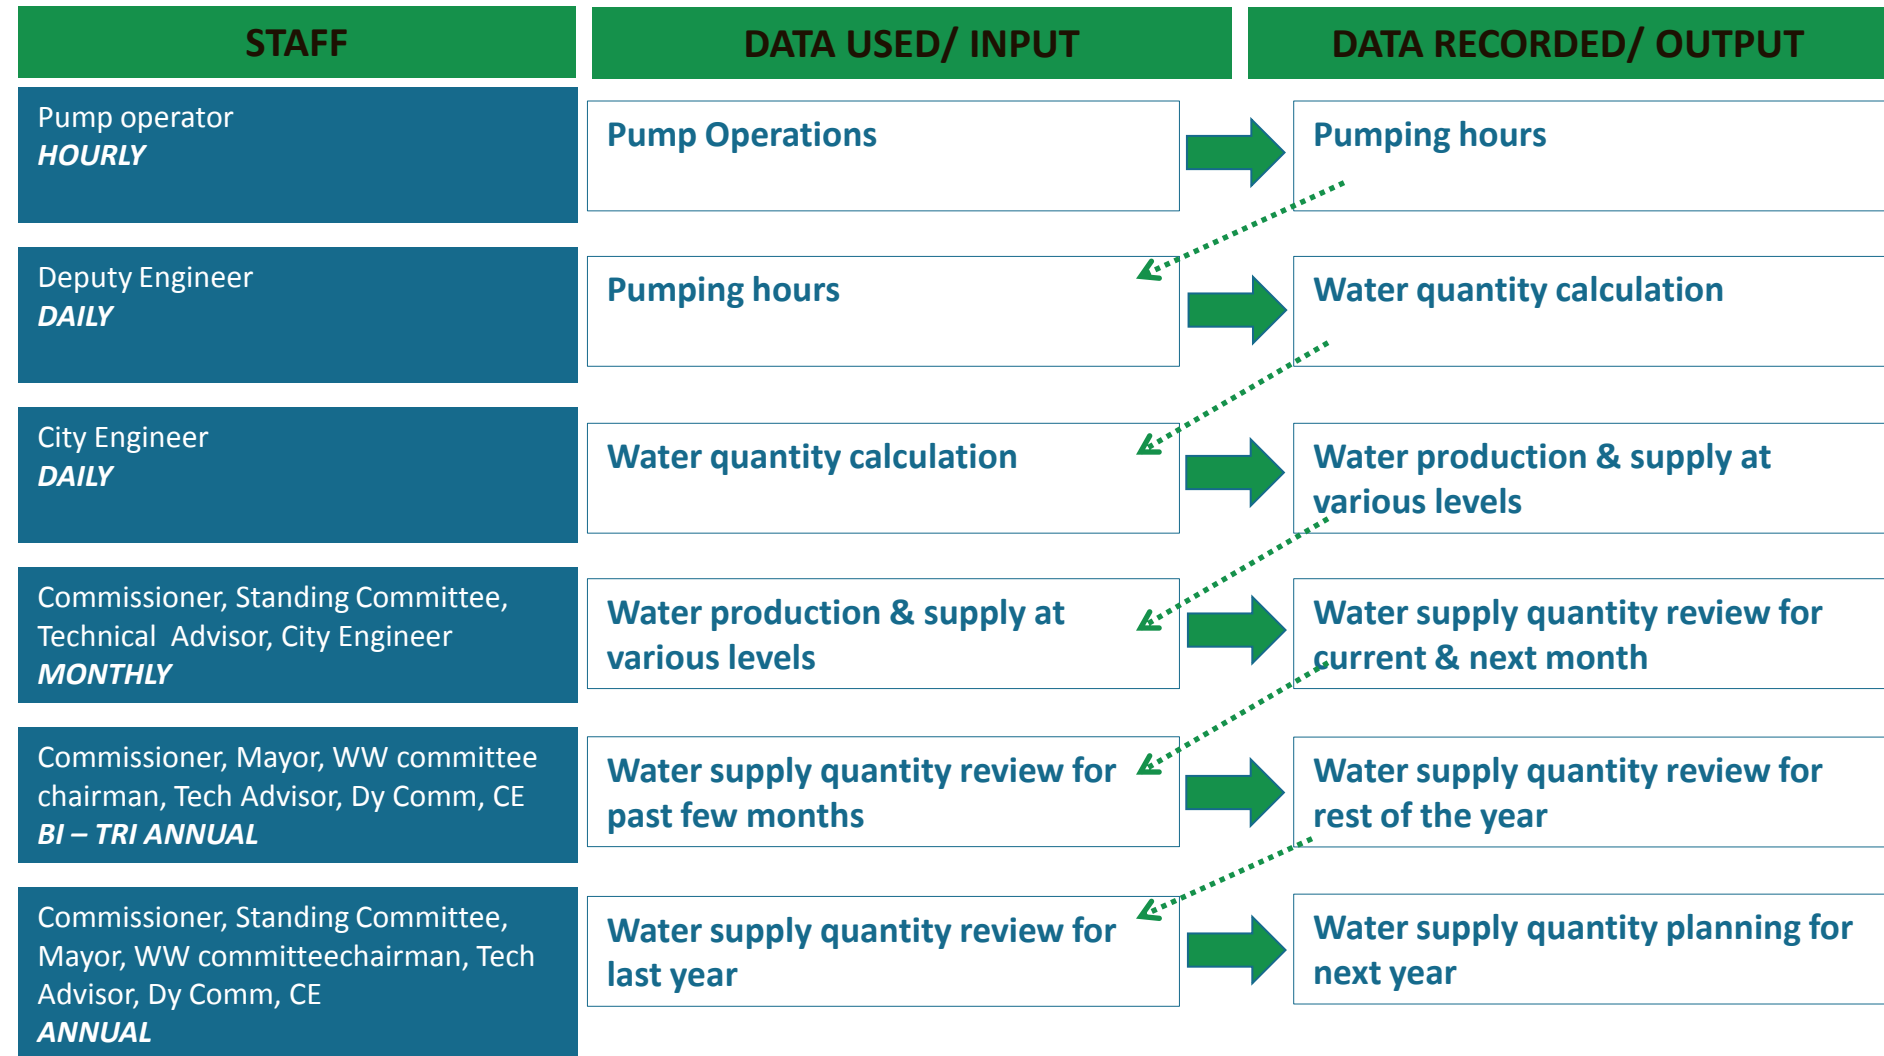 STAFF
DATA USED/ INPUT
DATA RECORDED/ OUTPUT
Pump operator
HOURLY
Pump Operations
Pumping hours
Deputy Engineer
DAILY
Pumping hours
Water quantity calculation
City Engineer
DAILY
Water quantity calculation
Water production & supply at
various levels
Commissioner, Standing Committee,
Technical Advisor, City Engineer
MONTHLY
Water production & supply at
various levels
Water supply quantity review for
current & next month
Commissioner, Mayor, WW committee
chairman, Tech Advisor, Dy Comm, CE
BI – TRI ANNUAL
Water supply quantity review for
past few months
Water supply quantity review for
rest of the year
Commissioner, Standing Committee,
Mayor, WW committeechairman, Tech
Advisor, Dy Comm, CE
ANNUAL
Water supply quantity review for
last year
Water supply quantity planning for
next year